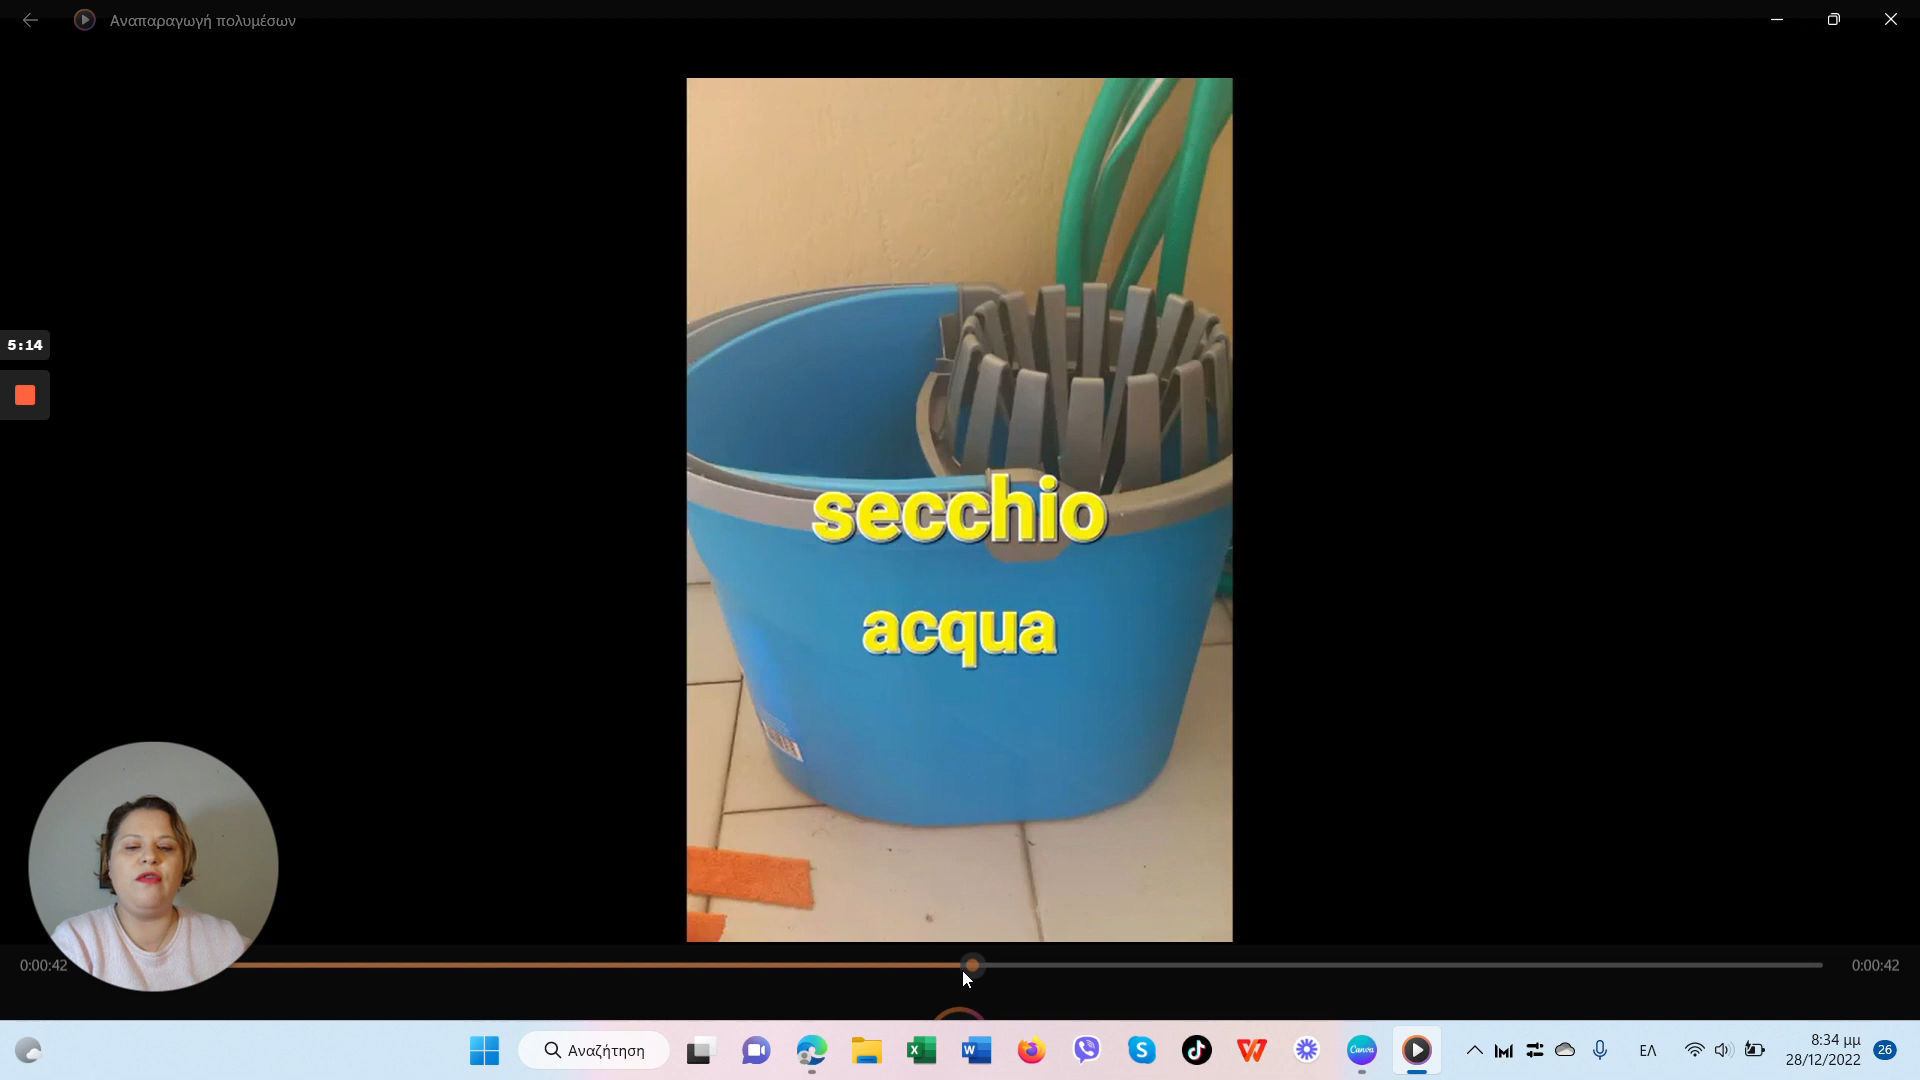 Αναπαραγωγή πολυμέσων
5:14
secchio
acqua
0:00:42
0:00:42
Αναζήτηση
Canva
ΕΛ
8:34 μμ
28/12/2022
26